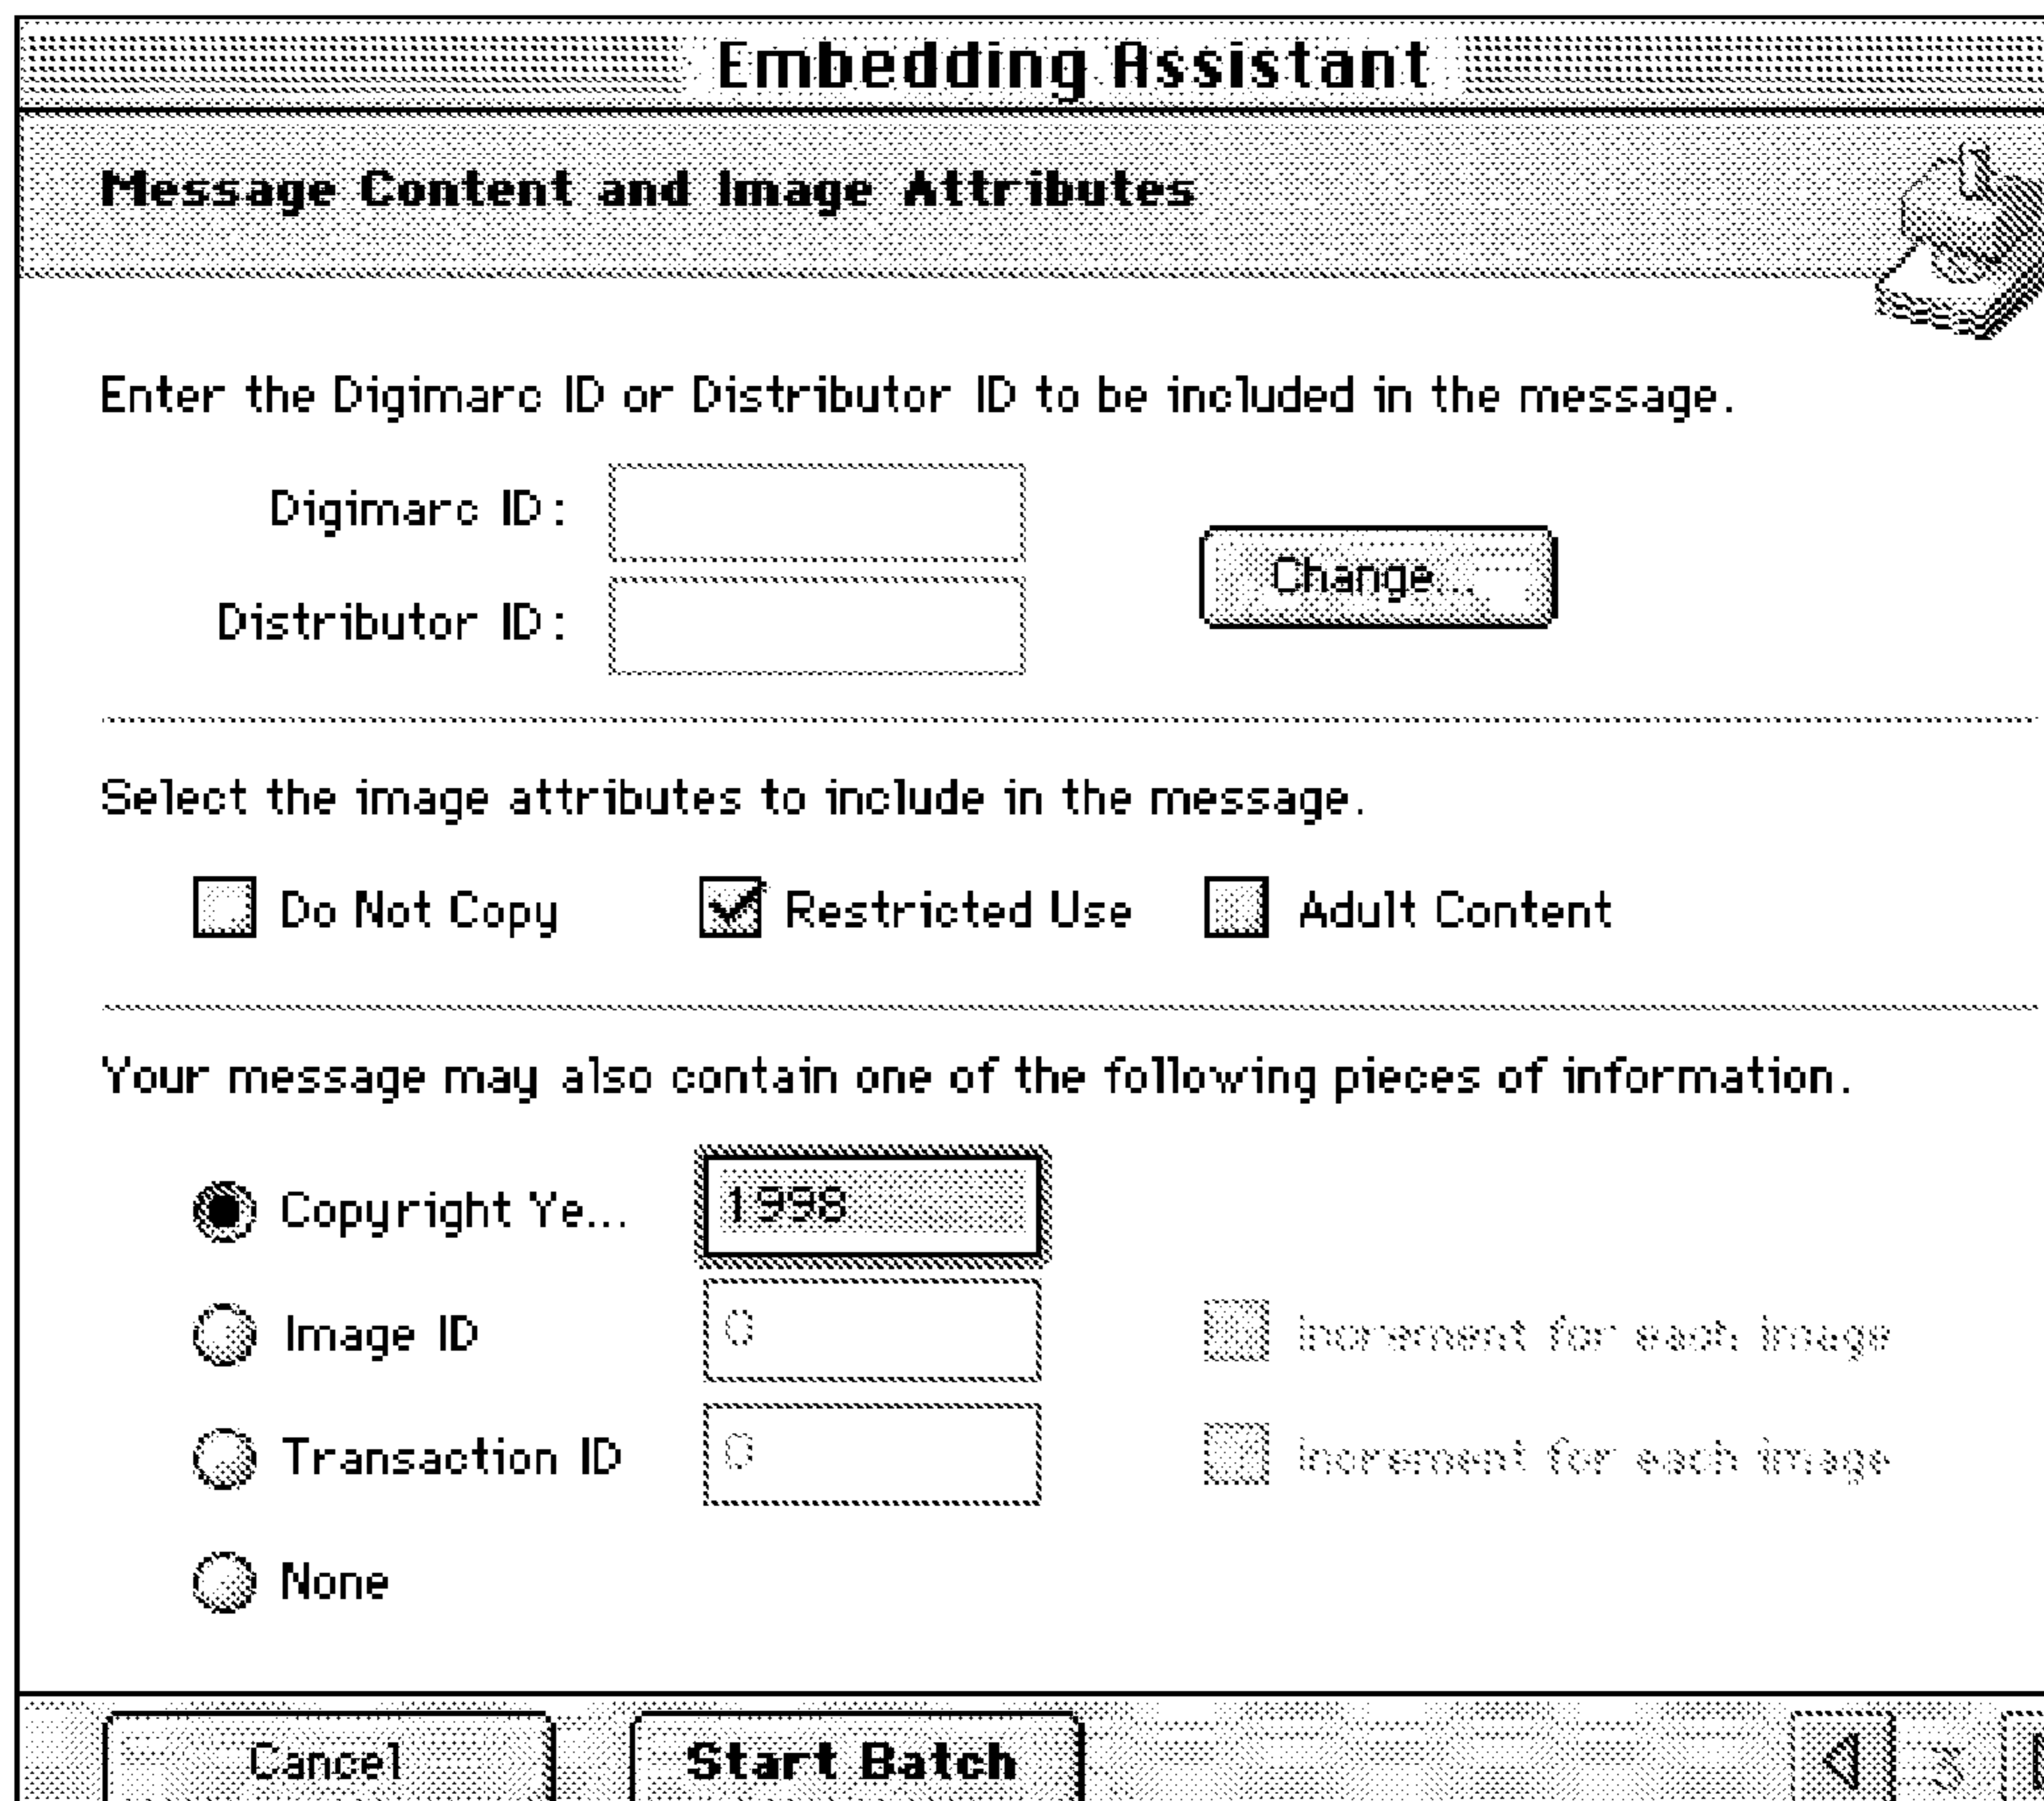 Embedding Assistant
Message Content and Image Attributes
Enter the Digimarc ID or Distributor ID to be included in the message.
Digimarc ID:
Change...
Distributor ID:
Select the image attributes to include in the message.
Do Not Copy Restricted Use Adult Content
Your message may also contain one of the following pieces of information.
Copyright Ye... 1998
Image ID 0 Increment for each image
Transaction ID 0 Increment for each image
None
Cancel Start Batch 3